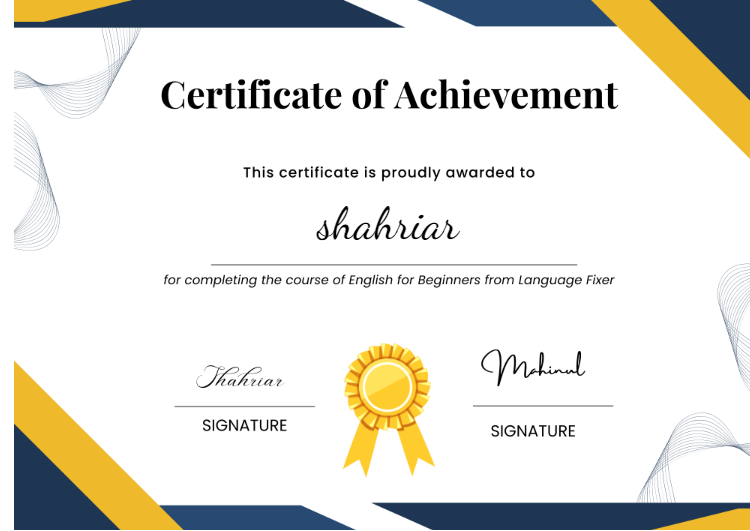 Certificate of Achievement
This certificate is proudly awarded to
shahriar
for completing the course of English for Beginners from Language Fixer
Shahriar
Mahinul
SIGNATURE
SIGNATURE